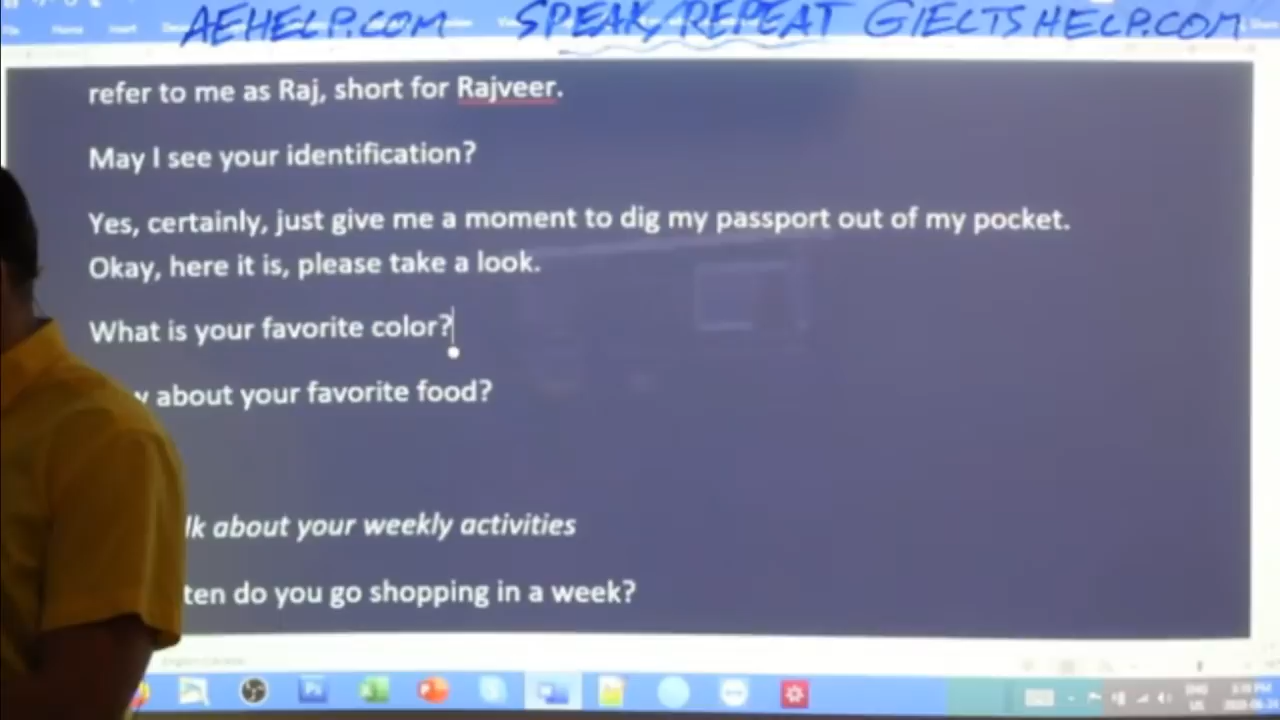 AEHELP.COM SPEAK/REPEAT GIELTSHELP.COM
refer to me as Raj, short for Rajveer.
May I see your identification?
Yes, certainly, just give me a moment to dig my passport out of my pocket.
Okay, here it is, please take a look.
What is your favorite color?
about your favorite food?
about your weekly activities
do you go shopping in a week?
ENG